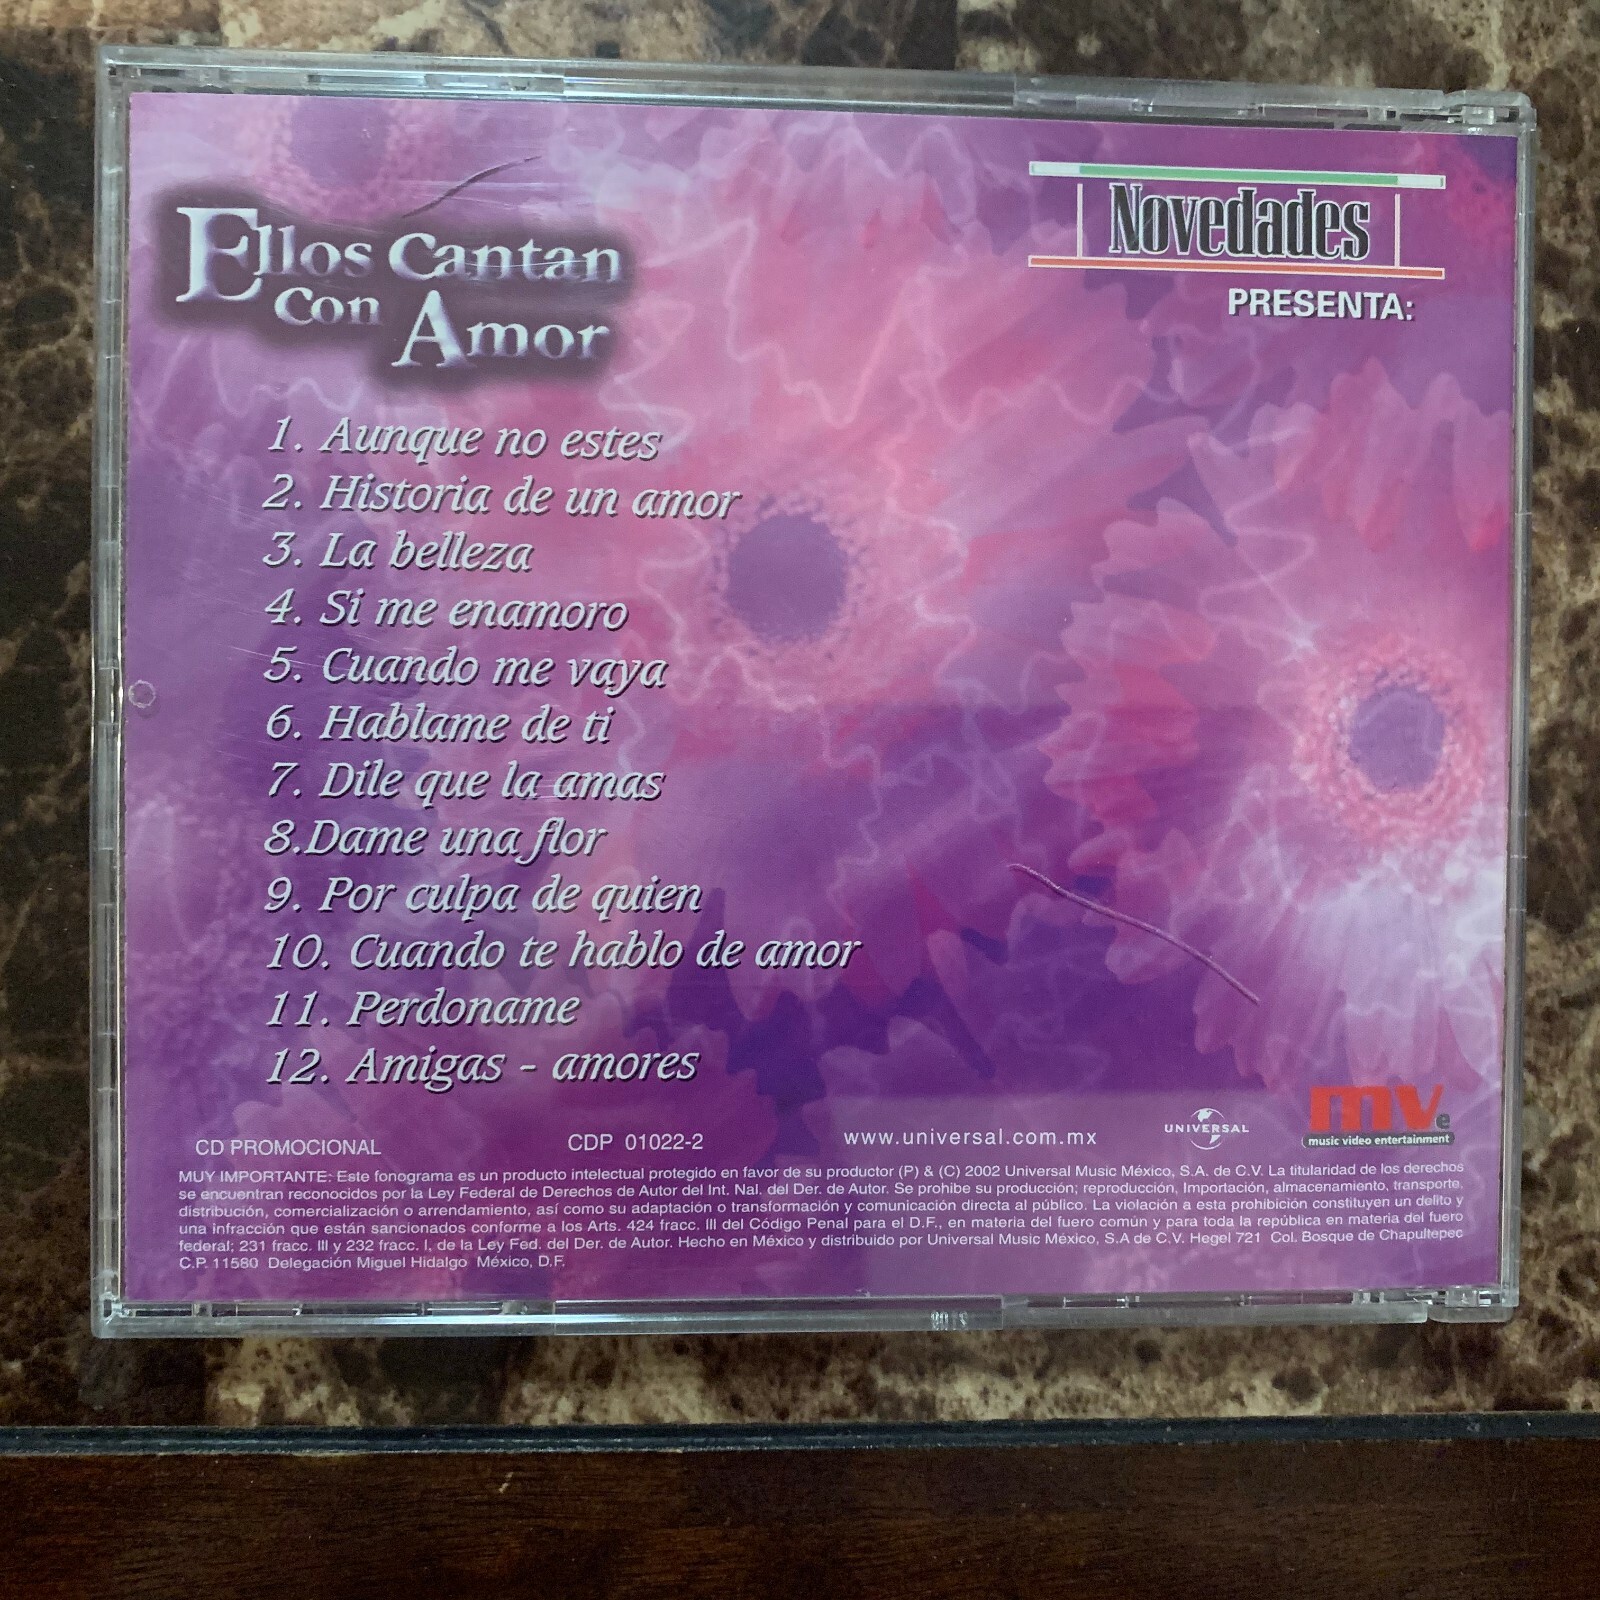 Ellos Cantan
Con Amor
Novedades
PRESENTA:
1. Aunque no estes
2. Historia de un amor
3. La belleza
4. Si me enamoro
5. Cuando me vaya
6. Hablame de ti
7. Dile que la amas
8.Dame una flor
9. Por culpa de quien
10. Cuando te hablo de amor
11. Perdoname
12. Amigas - amores
CD PROMOCIONAL
CDP 01022-2
www.universal.com.mx
UNIVERSAL
mve
music video entertainment
MUY IMPORTANTE: Este fonograma es un producto intelectual protegido en favor de su productor (P) & (C) 2002 Universal Music México, S.A. de C.V. La titularidad de los derechos
se encuentran reconocidos por la Ley Federal de Derechos de Autor del Int. Nal. del Der. de Autor. Se prohibe su producción; reproducción, Importación, almacenamiento, transporte,
distribución, comercialización o arrendamiento, así como su adaptación o transformación y comunicación directa al público. La violación a esta prohibición constituyen un delito y
una infracción que están sancionados conforme a los Arts. 424 fracc. III del Código Penal para el D.F., en materia del fuero común y para toda la república en materia del fuero
federal; 231 fracc. III y 232 fracc. I, de la Ley Fed. del Der. de Autor. Hecho en México y distribuido por Universal Music México, S.A de C.V. Hegel 721 Col. Bosque de Chapultepec
C.P. 11580 Delegación Miguel Hidalgo México, D.F.